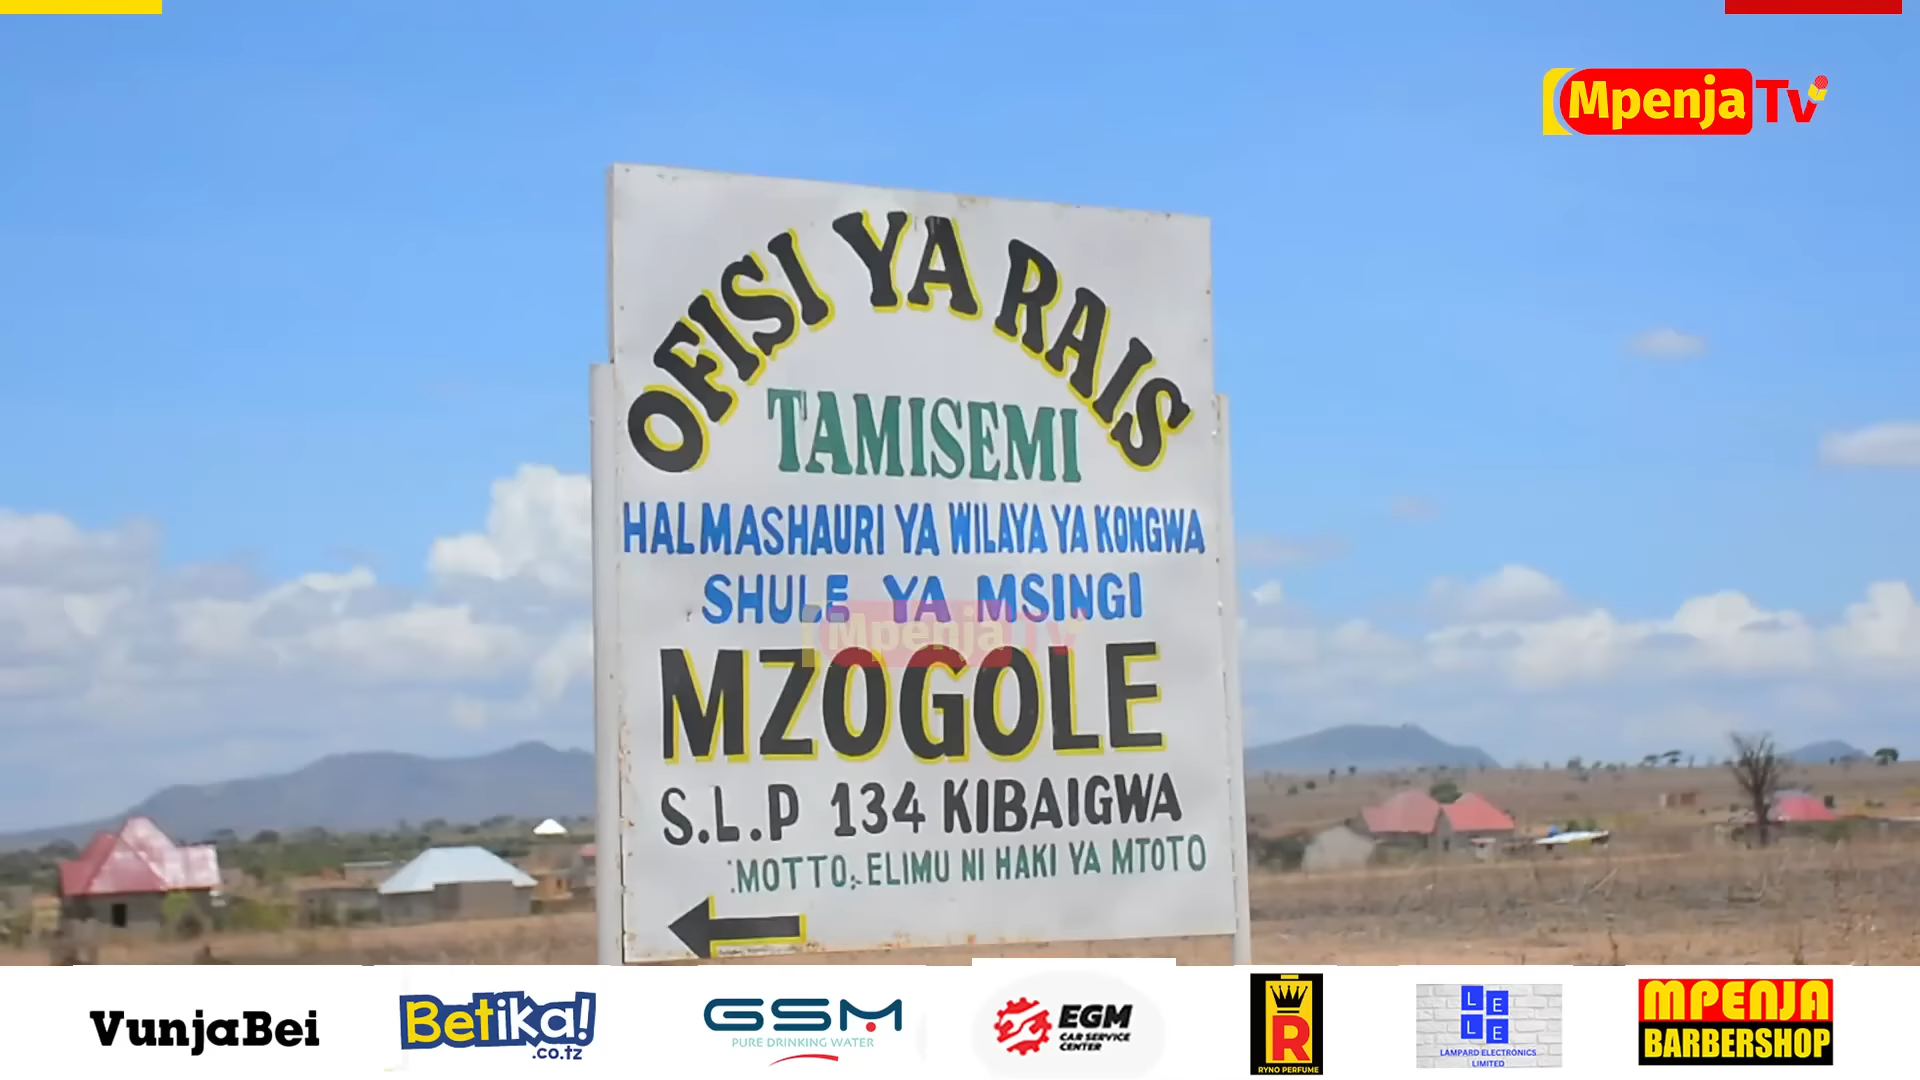 Mpenja Tv
OFISI YA RAIS
TAMISEMI
HALMASHAURI YA WILAYA YA KONGWA
SHULE YA MSINGI
Mpenja Tv
MZOGOLE
S.L.P 134 KIBAIGWA
MOTTO:- ELIMU NI HAKI YA MTOTO
VunjaBei
Betika!
.co.tz
GSM
PURE DRINKING WATER
EGM
CAR SERVICE
CENTER
R
RYNO PERFUME
LELE
LAMPARD ELECTRONICS
LIMITED
MPENJA
BARBERSHOP